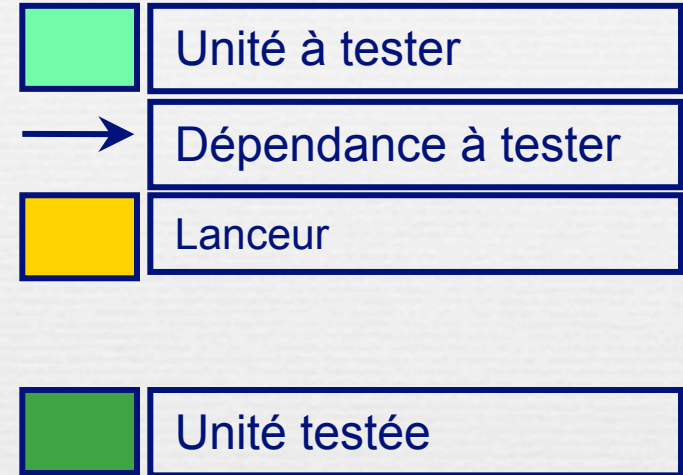 Unité à tester
Dépendance à tester
Lanceur
Unité testée